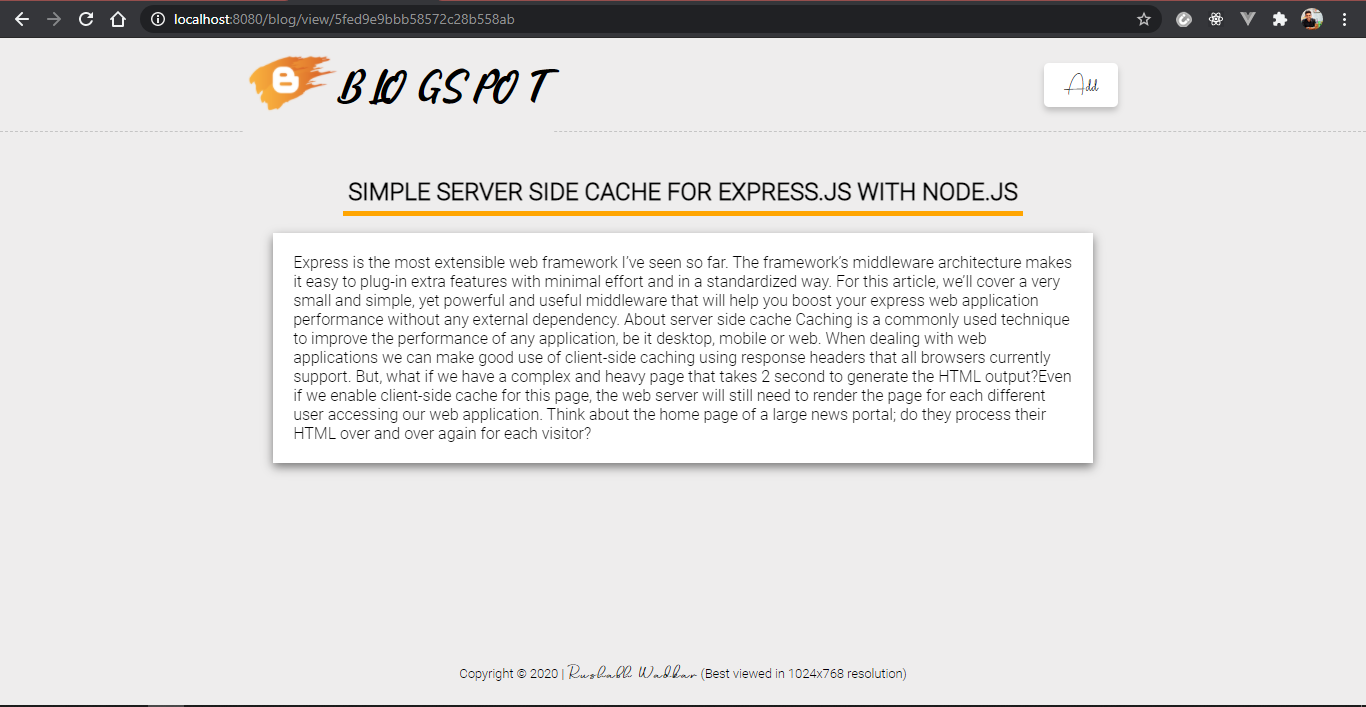 localhost:8080/blog/view/5fed9e9bbb58572c28b558ab
BLOGSPOT
Add
SIMPLE SERVER SIDE CACHE FOR EXPRESS.JS WITH NODE.JS
Express is the most extensible web framework I’ve seen so far. The framework’s middleware architecture makes
it easy to plug-in extra features with minimal effort and in a standardized way. For this article, we’ll cover a very
small and simple, yet powerful and useful middleware that will help you boost your express web application
performance without any external dependency. About server side cache Caching is a commonly used technique
to improve the performance of any application, be it desktop, mobile or web. When dealing with web
applications we can make good use of client-side caching using response headers that all browsers currently
support. But, what if we have a complex and heavy page that takes 2 second to generate the HTML output?Even
if we enable client-side cache for this page, the web server will still need to render the page for each different
user accessing our web application. Think about the home page of a large news portal; do they process their
HTML over and over again for each visitor?
Copyright © 2020 | Rushabh Wadkar (Best viewed in 1024x768 resolution)